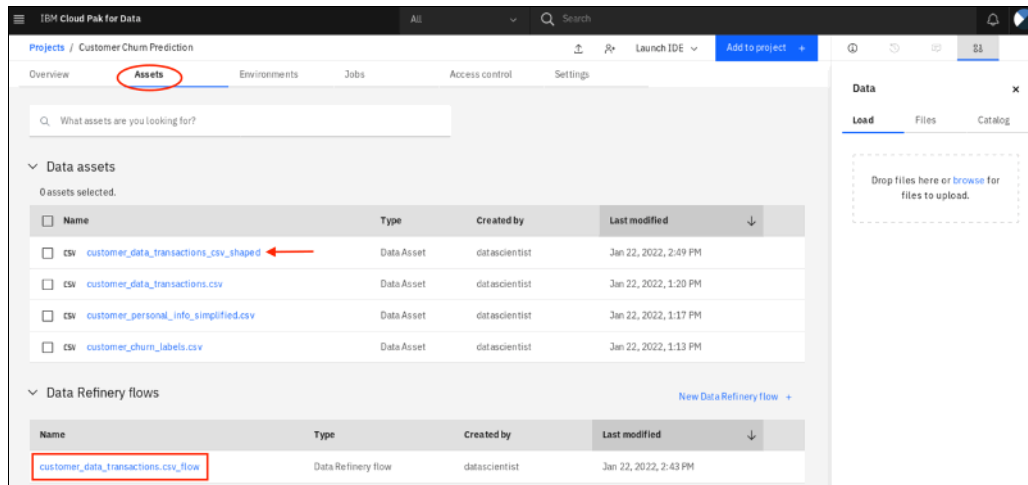 IBM Cloud Pak for Data All Search
Projects / Customer Churn Prediction Launch IDE Add to project +
Overview Assets Environments Jobs Access control Settings
Data
Load Files Catalog
What assets are you looking for?
Drop files here or browse for
files to upload.
Data assets
0 assets selected.
Name Type Created by Last modified
CSV customer_data_transactions_csv_shaped Data Asset datascientist Jan 22, 2022, 2:49 PM
CSV customer_data_transactions.csv Data Asset datascientist Jan 22, 2022, 1:20 PM
CSV customer_personal_info_simplified.csv Data Asset datascientist Jan 22, 2022, 1:17 PM
CSV customer_churn_labels.csv Data Asset datascientist Jan 22, 2022, 1:13 PM
Data Refinery flows
New Data Refinery flow +
Name Type Created by Last modified
customer_data_transactions.csv_flow Data Refinery flow datascientist Jan 22, 2022, 2:43 PM